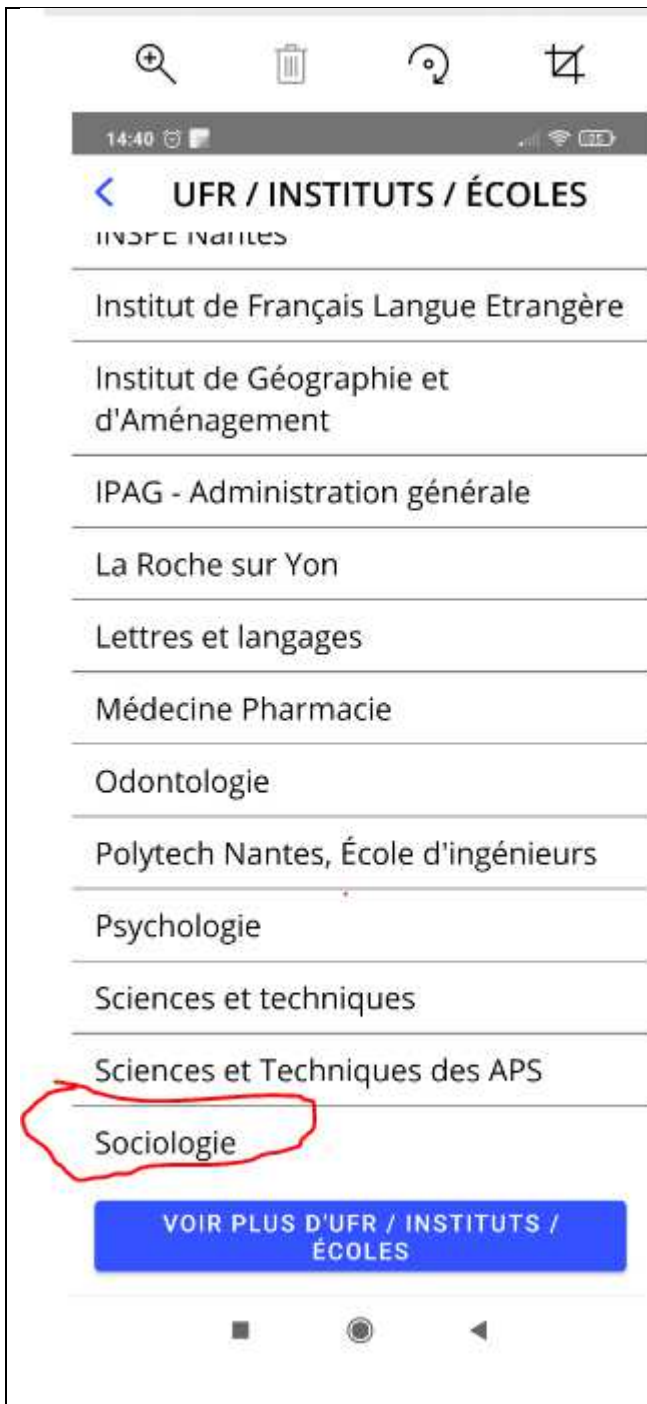 14:40
UFR / INSTITUTS / ÉCOLES
INSPE Nantes
Institut de Français Langue Etrangère
Institut de Géographie et
d'Aménagement
IPAG - Administration générale
La Roche sur Yon
Lettres et langages
Médecine Pharmacie
Odontologie
Polytech Nantes, École d'ingénieurs
Psychologie
Sciences et techniques
Sciences et Techniques des APS
Sociologie
VOIR PLUS D'UFR / INSTITUTS /
ÉCOLES